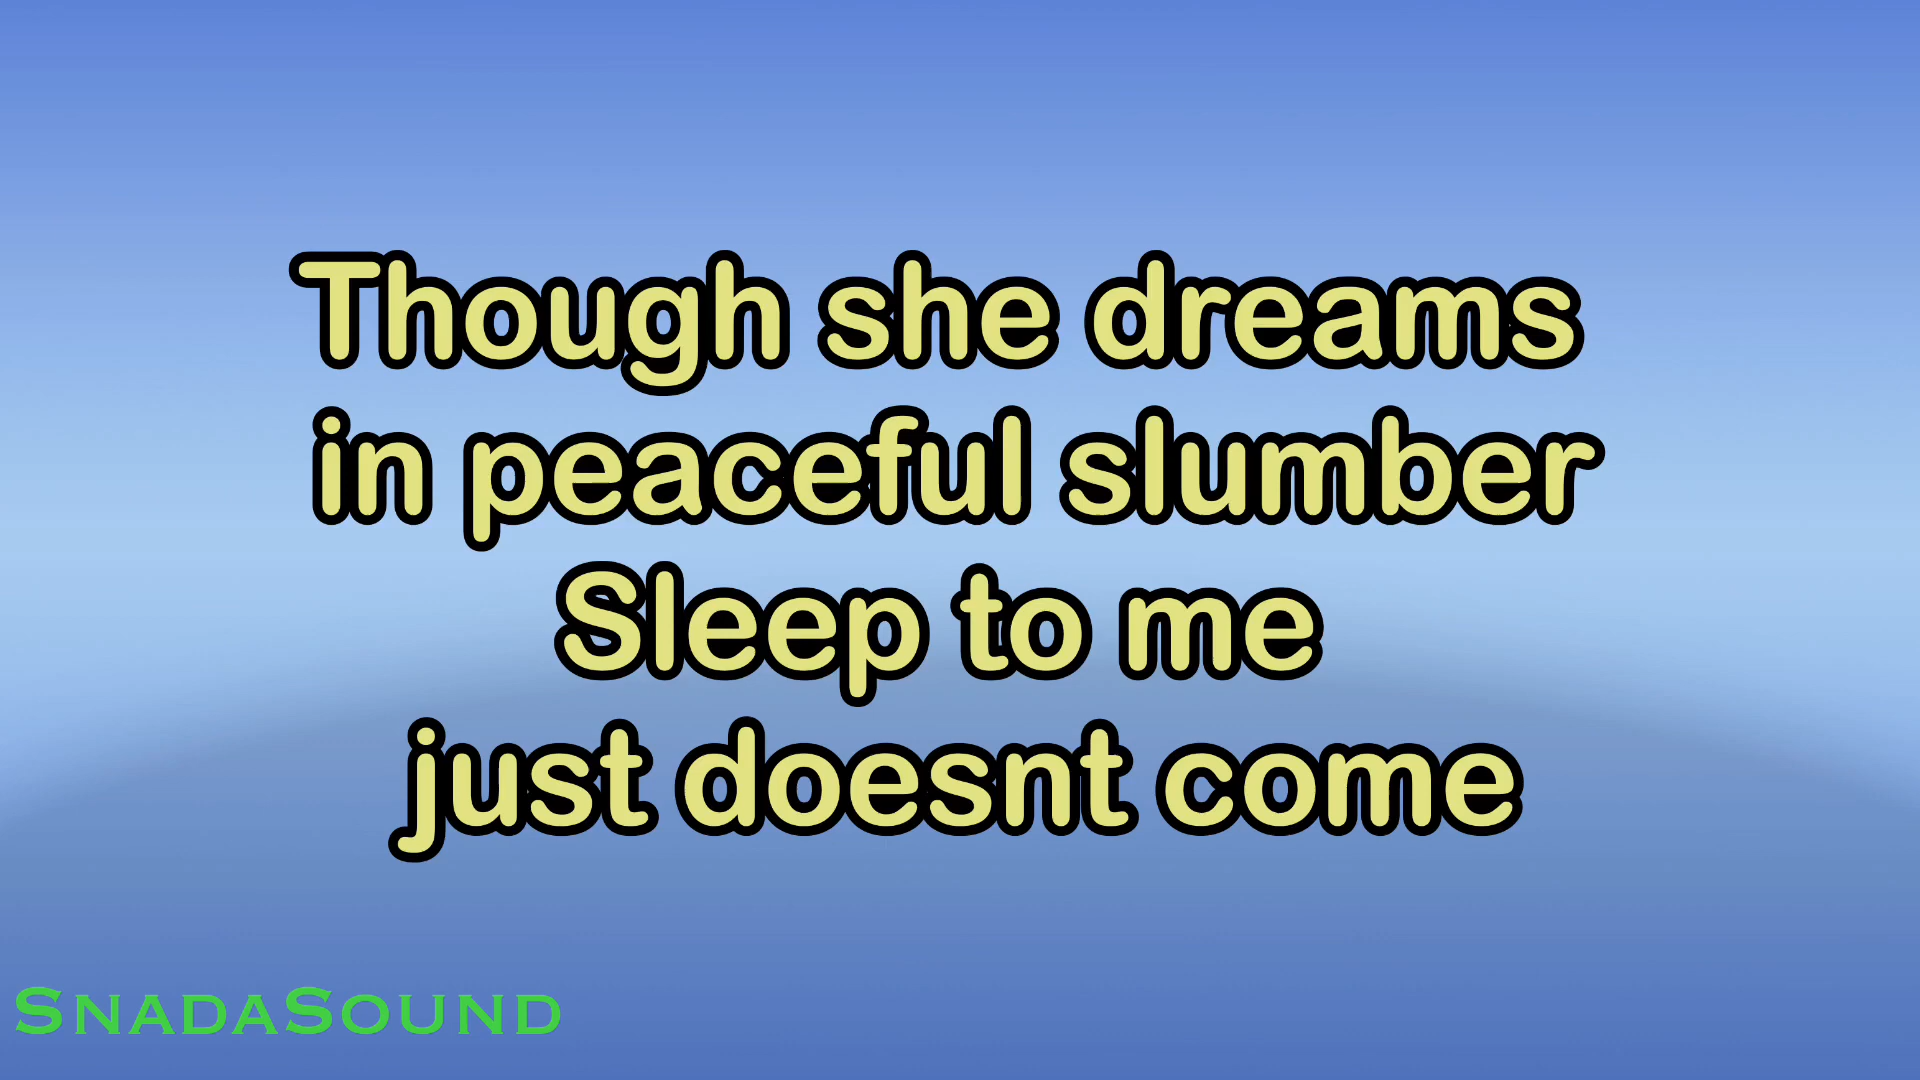 Though she dreams
in peaceful slumber
Sleep to me
just doesnt come
SnadaSound